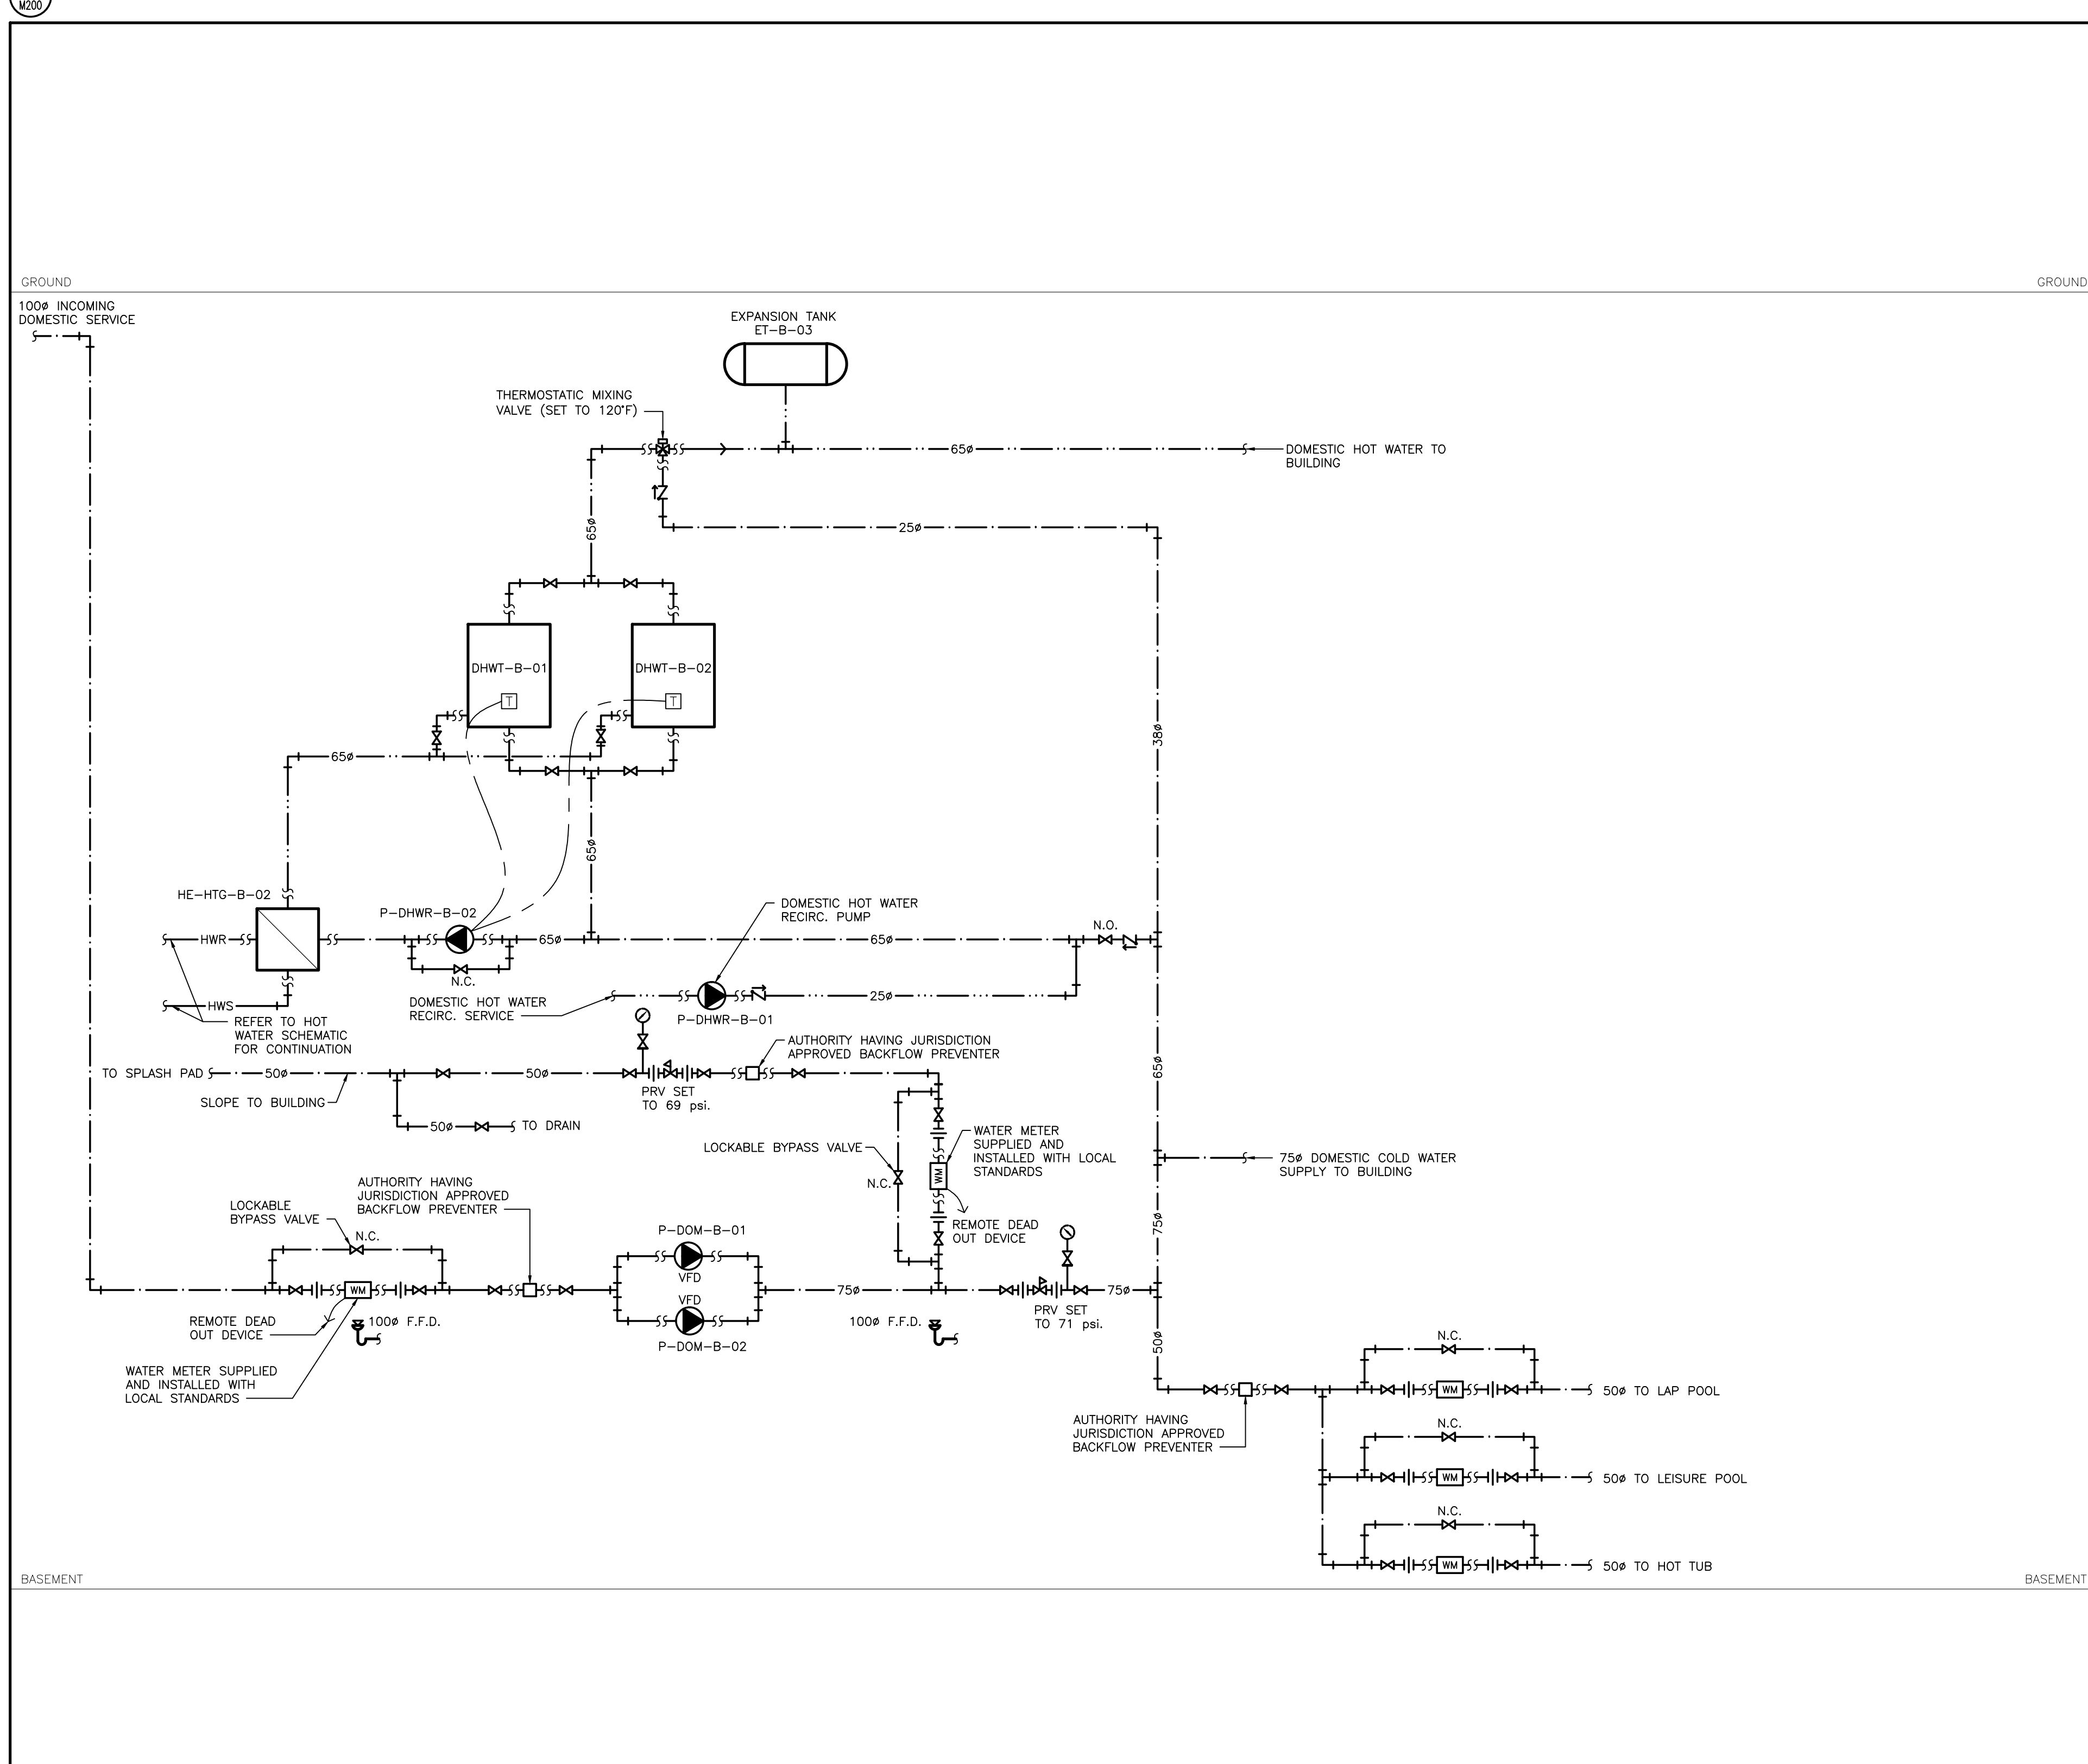 M200
GROUND
GROUND
100ø INCOMING
DOMESTIC SERVICE
EXPANSION TANK
ET-B-03
THERMOSTATIC MIXING
VALVE (SET TO 120°F)
65ø
DOMESTIC HOT WATER TO
BUILDING
65ø
25ø
DHWT-B-01
DHWT-B-02
T
T
38ø
65ø
65ø
HE-HTG-B-02
P-DHWR-B-02
DOMESTIC HOT WATER
RECIRC. PUMP
N.O.
HWR
65ø
65ø
N.C.
HWS
DOMESTIC HOT WATER
RECIRC. SERVICE
25ø
P-DHWR-B-01
REFER TO HOT
WATER SCHEMATIC
FOR CONTINUATION
AUTHORITY HAVING JURISDICTION
APPROVED BACKFLOW PREVENTER
TO SPLASH PAD
50ø
50ø
65ø
PRV SET
TO 69 psi.
SLOPE TO BUILDING
50ø
TO DRAIN
LOCKABLE BYPASS VALVE
N.C.
WM
WATER METER
SUPPLIED AND
INSTALLED WITH LOCAL
STANDARDS
75ø DOMESTIC COLD WATER
SUPPLY TO BUILDING
AUTHORITY HAVING
JURISDICTION APPROVED
BACKFLOW PREVENTER
LOCKABLE
BYPASS VALVE
N.C.
REMOTE DEAD
OUT DEVICE
75ø
P-DOM-B-01
VFD
VFD
P-DOM-B-02
WM
75ø
75ø
PRV SET
TO 71 psi.
REMOTE DEAD
OUT DEVICE
100ø F.F.D.
100ø F.F.D.
50ø
WATER METER SUPPLIED
AND INSTALLED WITH
LOCAL STANDARDS
N.C.
WM
50ø TO LAP POOL
AUTHORITY HAVING
JURISDICTION APPROVED
BACKFLOW PREVENTER
N.C.
WM
50ø TO LEISURE POOL
N.C.
WM
50ø TO HOT TUB
BASEMENT
BASEMENT